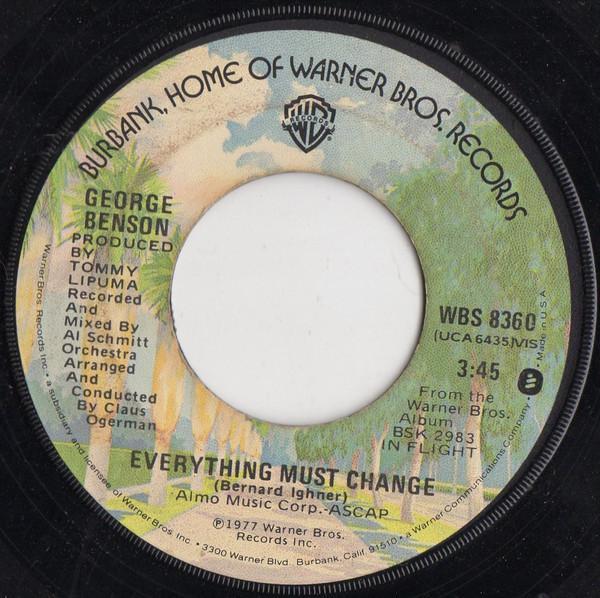 BURBANK, HOME OF WARNER BROS. RECORDS
WB
RECORDS
®
GEORGE
BENSON
PRODUCED
BY
TOMMY
LIPUMA
Recorded
And
Mixed By
Al Schmitt
Orchestra
Arranged
And
Conducted
By Claus
Ogerman
WBS 8360
(UCA6435)VIS
3:45
From the
Warner Bros.
Album
BSK 2983
IN FLIGHT
EVERYTHING MUST CHANGE
(Bernard Ighner)
Almo Music Corp.-ASCAP
℗1977 Warner Bros.
Records Inc.
Warner Bros. Records Inc. • a subsidiary and licensee of Warner Bros. Inc. • 3300 Warner Blvd. Burbank, Calif. 91510 • a Warner Communications Company. • Made in U.S.A.